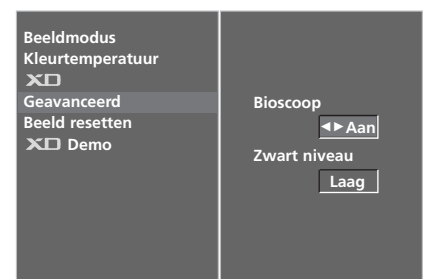 Beeldmodus
Kleurtemperatuur
XD
Geavanceerd
Beeld resetten
XD Demo
Bioscoop
◄► Aan
Zwart niveau
Laag